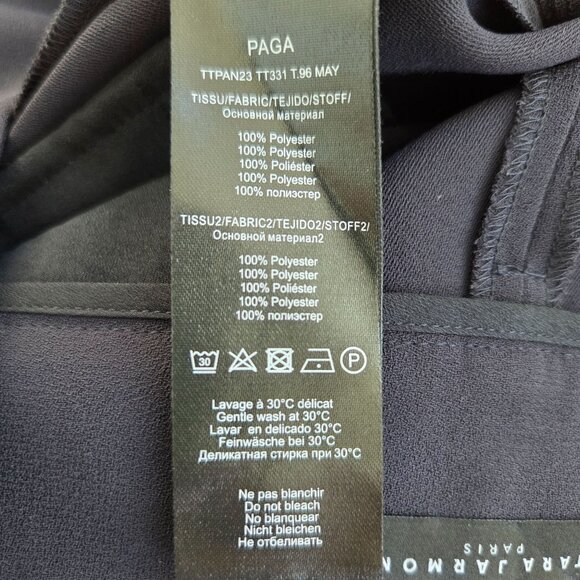 PAGA
TTPAN23 TT331 T.96 MAY
TISSU/FABRIC/TEJIDO/STOFF/
Основной материал
100% Polyester
100% Polyester
100% Poliéster
100% Polyester
100% полиэстер
TISSU2/FABRIC2/TEJIDO2/STOFF2/
Основной материал2
100% Polyester
100% Polyester
100% Poliéster
100% Polyester
100% полиэстер
30 P
Lavage à 30°C délicat
Gentle wash at 30°C
Lavar en delicado 30°C
Feinwäsche bei 30°C
Деликатная стирка при 30°C
Ne pas blanchir
Do not bleach
No blanquear
Nicht bleichen
Не отбеливать
TARA JARMON
PARIS